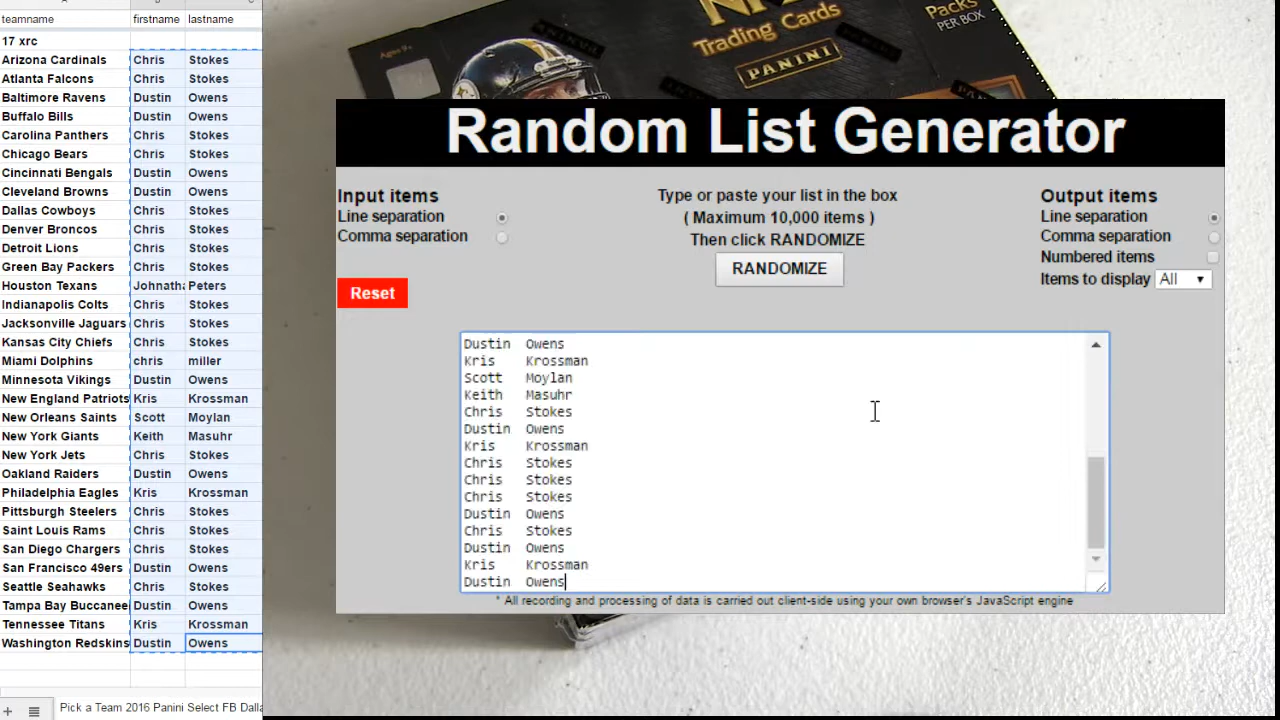 teamname firstname lastname
17 xrc
Arizona Cardinals Chris Stokes
Atlanta Falcons Chris Stokes
Baltimore Ravens Dustin Owens
Buffalo Bills Dustin Owens
Carolina Panthers Chris Stokes
Chicago Bears Chris Stokes
Cincinnati Bengals Dustin Owens
Cleveland Browns Dustin Owens
Dallas Cowboys Chris Stokes
Denver Broncos Chris Stokes
Detroit Lions Chris Stokes
Green Bay Packers Chris Stokes
Houston Texans Johnatha Peters
Indianapolis Colts Chris Stokes
Jacksonville Jaguars Chris Stokes
Kansas City Chiefs Chris Stokes
Miami Dolphins chris miller
Minnesota Vikings Dustin Owens
New England Patriots Kris Krossman
New Orleans Saints Scott Moylan
New York Giants Keith Masuhr
New York Jets Chris Stokes
Oakland Raiders Dustin Owens
Philadelphia Eagles Kris Krossman
Pittsburgh Steelers Chris Stokes
Saint Louis Rams Chris Stokes
San Diego Chargers Chris Stokes
San Francisco 49ers Dustin Owens
Seattle Seahawks Chris Stokes
Tampa Bay Buccanee Dustin Owens
Tennessee Titans Kris Krossman
Washington Redskins Dustin Owens
Pick a Team 2016 Panini Select FB Dalla
Trading Cards
PANINI
Packs
PER BOX
Ages 9+
Random List Generator
Input items
Line separation
Comma separation
Reset
Type or paste your list in the box
( Maximum 10,000 items )
Then click RANDOMIZE
RANDOMIZE
Output items
Line separation
Comma separation
Numbered items
Items to display All
Dustin Owens
Kris Krossman
Scott Moylan
Keith Masuhr
Chris Stokes
Dustin Owens
Kris Krossman
Chris Stokes
Chris Stokes
Chris Stokes
Dustin Owens
Chris Stokes
Dustin Owens
Kris Krossman
Dustin Owens
* All recording and processing of data is carried out client-side using your own browser's JavaScript engine